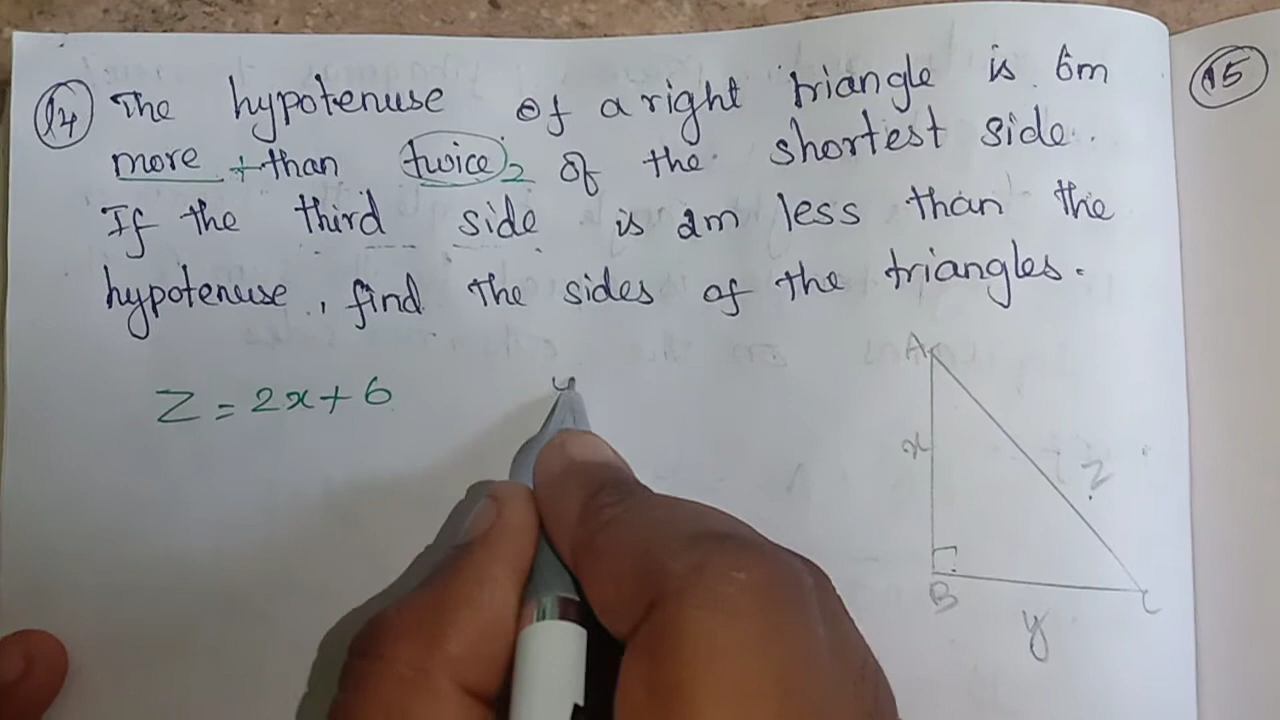 14 The hypotenuse of a right triangle is 6m
more + than twice 2 of the shortest side.
If the third side is 2m less than the
hypotenuse, find the sides of the triangles.
Z = 2x + 6
y
A
x
Z
B
C
y
15